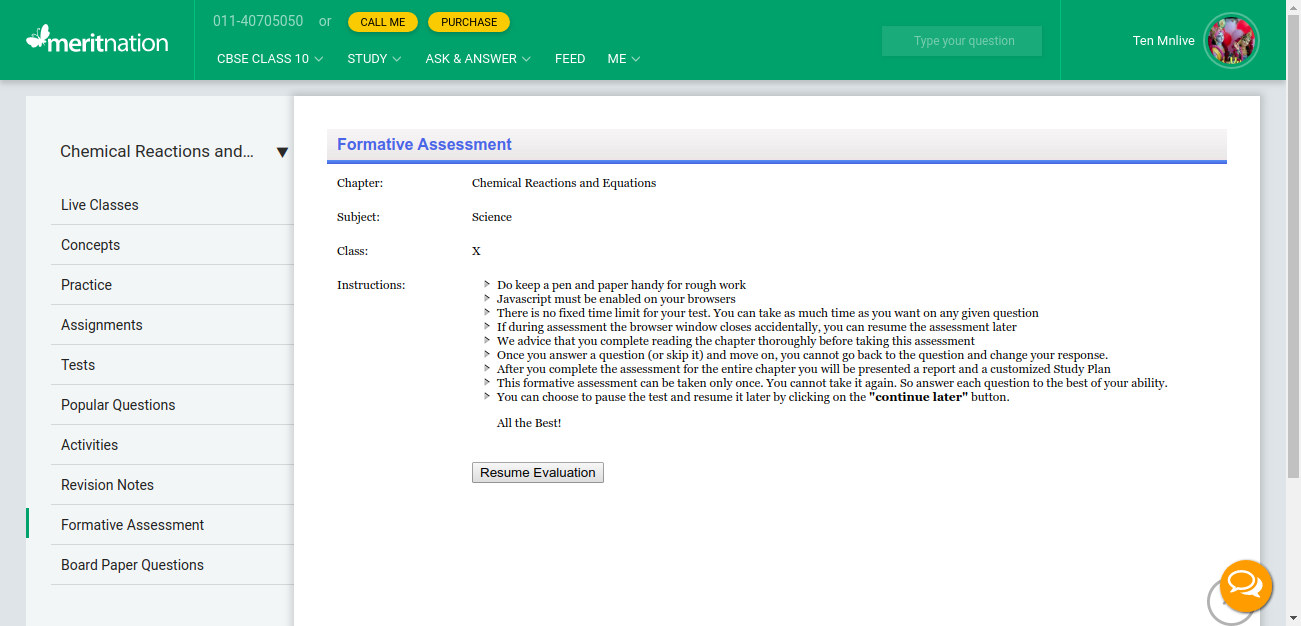 meritnation
011-40705050 or CALL ME PURCHASE
CBSE CLASS 10 STUDY ASK & ANSWER FEED ME
Type your question
Ten Mnlive
Chemical Reactions and...
Live Classes
Concepts
Practice
Assignments
Tests
Popular Questions
Activities
Revision Notes
Formative Assessment
Board Paper Questions
Formative Assessment
Chapter: Chemical Reactions and Equations
Subject: Science
Class: X
Instructions:
Do keep a pen and paper handy for rough work
Javascript must be enabled on your browsers
There is no fixed time limit for your test. You can take as much time as you want on any given question
If during assessment the browser window closes accidentally, you can resume the assessment later
We advice that you complete reading the chapter thoroughly before taking this assessment
Once you answer a question (or skip it) and move on, you cannot go back to the question and change your response.
After you complete the assessment for the entire chapter you will be presented a report and a customized Study Plan
This formative assessment can be taken only once. You cannot take it again. So answer each question to the best of your ability.
You can choose to pause the test and resume it later by clicking on the "continue later" button.
All the Best!
Resume Evaluation